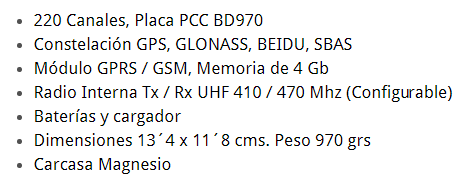 • 220 Canales, Placa PCC BD970
• Constelación GPS, GLONASS, BEIDU, SBAS
• Módulo GPRS / GSM, Memoria de 4 Gb
• Radio Interna Tx / Rx UHF 410 / 470 Mhz (Configurable)
• Baterías y cargador
• Dimensiones 13´4 x 11´8 cms. Peso 970 grs
• Carcasa Magnesio